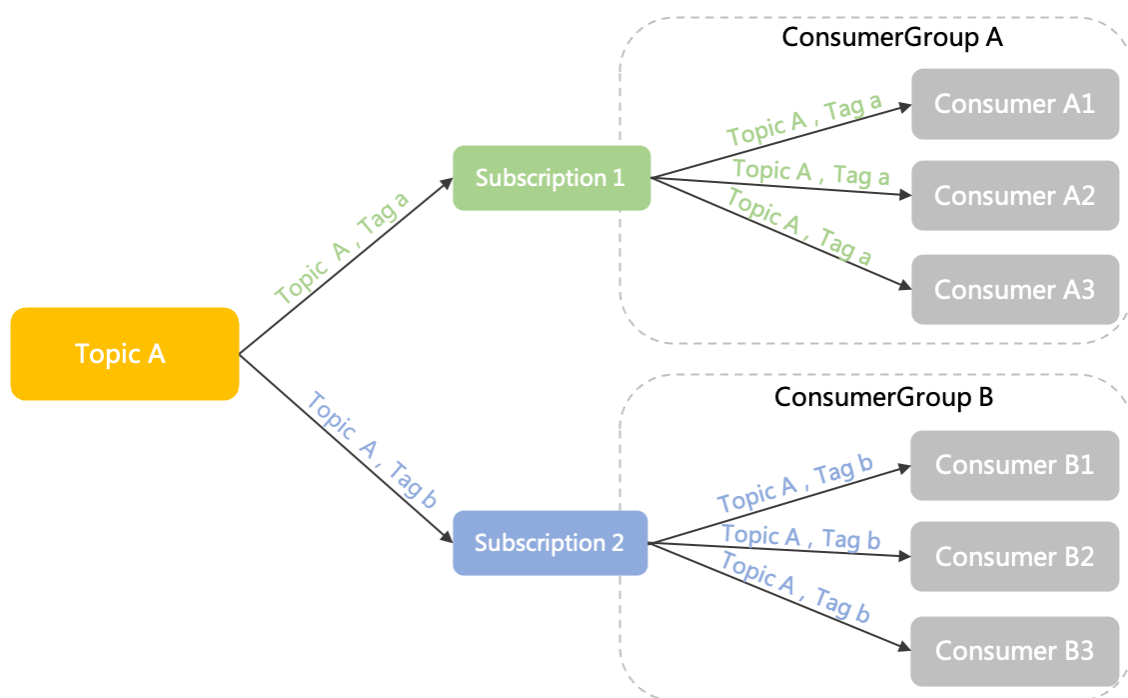 ConsumerGroup A
Consumer A1
Topic A , Tag a
Subscription 1
Topic A , Tag a
Consumer A2
Topic A , Tag a
Topic A , Tag a
Consumer A3
Topic A
ConsumerGroup B
Topic A , Tag b
Consumer B1
Topic A , Tag b
Subscription 2
Topic A , Tag b
Consumer B2
Topic A , Tag b
Consumer B3